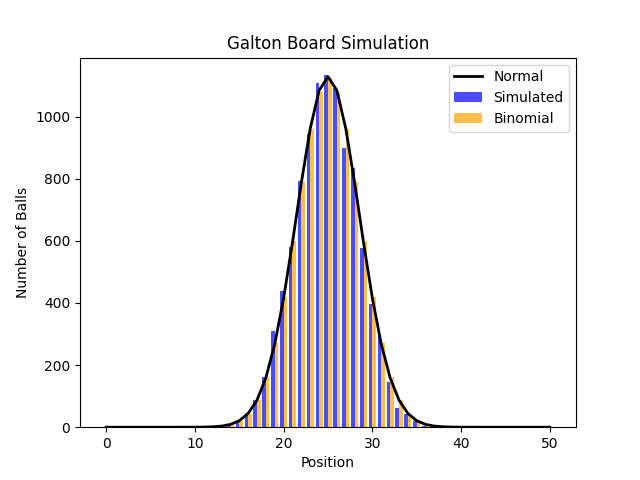 Galton Board Simulation
Normal
Simulated
Binomial
Number of Balls
1000
800
600
400
200
0
0 10 20 30 40 50
Position